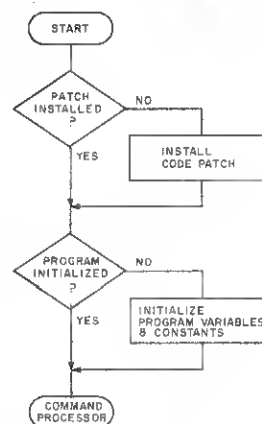 START
PATCH
INSTALLED
?
NO
YES
INSTALL
CODE PATCH
PROGRAM
INITIALIZED
?
NO
YES
INITIALIZE
PROGRAM VARIABLES
& CONSTANTS
COMMAND
PROCESSOR